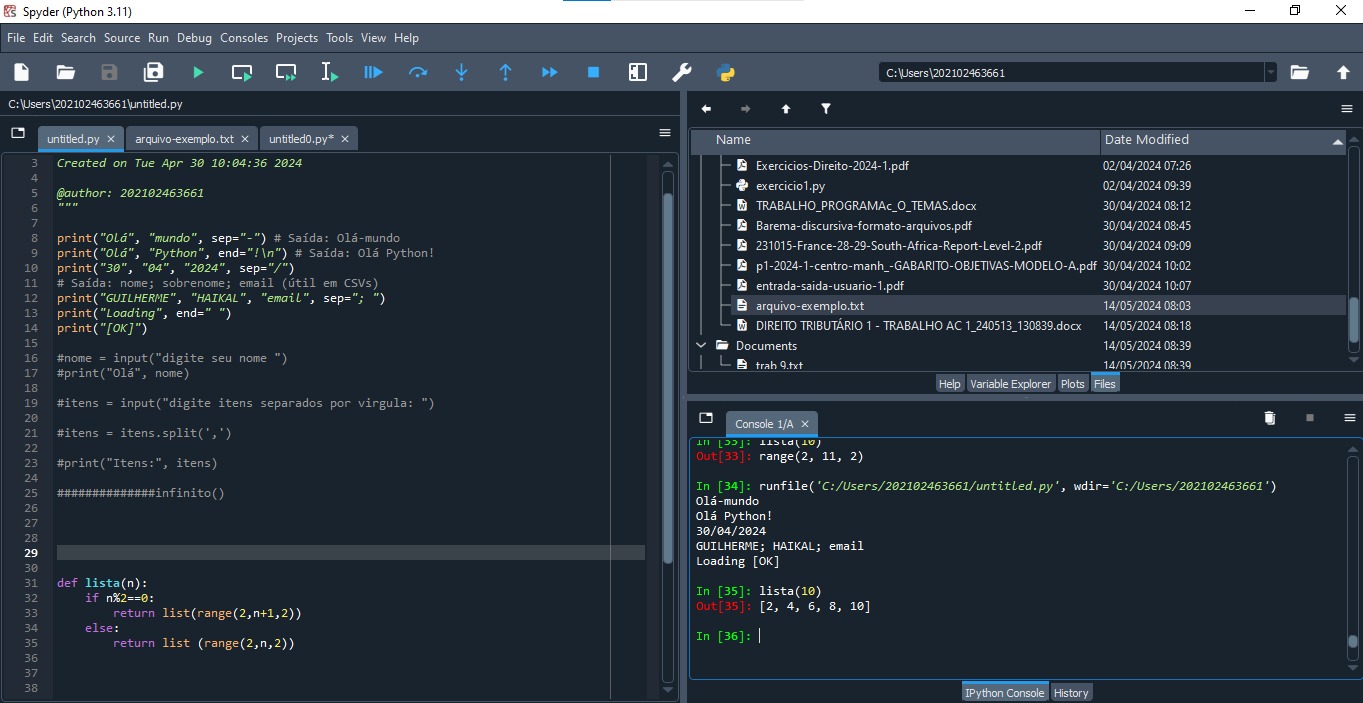 Spyder (Python 3.11)
File Edit Search Source Run Debug Consoles Projects Tools View Help
C:\Users\202102463661
C:\Users\202102463661\untitled.py
untitled.py
arquivo-exemplo.txt
untitled0.py*
3 Created on Tue Apr 30 10:04:36 2024
4
5 @author: 202102463661
6 """
7
8 print("Olá", "mundo", sep="-") # Saída: Olá-mundo
9 print("Olá", "Python", end="!\n") # Saída: Olá Python!
10 print("30", "04", "2024", sep="/")
11 # Saída: nome; sobrenome; email (útil em CSVs)
12 print("GUILHERME", "HAIKAL", "email", sep="; ")
13 print("Loading", end=" ")
14 print("[OK]")
15
16 #nome = input("digite seu nome ")
17 #print("Olá", nome)
18
19 #itens = input("digite itens separados por virgula: ")
20
21 #itens = itens.split(',')
22
23 #print("Itens:", itens)
24
25 ##############infinito()
26
27
28
29
30
31 def lista(n):
32     if n%2==0:
33         return list(range(2,n+1,2))
34     else:
35         return list (range(2,n,2))
36
37
38
Name Date Modified
Exercicios-Direito-2024-1.pdf 02/04/2024 07:26
exercicio1.py 02/04/2024 09:39
TRABALHO_PROGRAMAc_O_TEMAS.docx 30/04/2024 08:12
Barema-discursiva-formato-arquivos.pdf 30/04/2024 08:45
231015-France-28-29-South-Africa-Report-Level-2.pdf 30/04/2024 09:09
p1-2024-1-centro-manh_-GABARITO-OBJETIVAS-MODELO-A.pdf 30/04/2024 10:02
entrada-saida-usuario-1.pdf 30/04/2024 10:07
arquivo-exemplo.txt 14/05/2024 08:03
DIREITO TRIBUTÁRIO 1 - TRABALHO AC 1_240513_130839.docx 14/05/2024 08:18
Documents 14/05/2024 08:39
trab 9.txt 14/05/2024 08:39
Help Variable Explorer Plots Files
Console 1/A
In [33]: lista(10)
Out[33]: range(2, 11, 2)
In [34]: runfile('C:/Users/202102463661/untitled.py', wdir='C:/Users/202102463661')
Olá-mundo
Olá Python!
30/04/2024
GUILHERME; HAIKAL; email
Loading [OK]
In [35]: lista(10)
Out[35]: [2, 4, 6, 8, 10]
In [36]:
IPython Console History